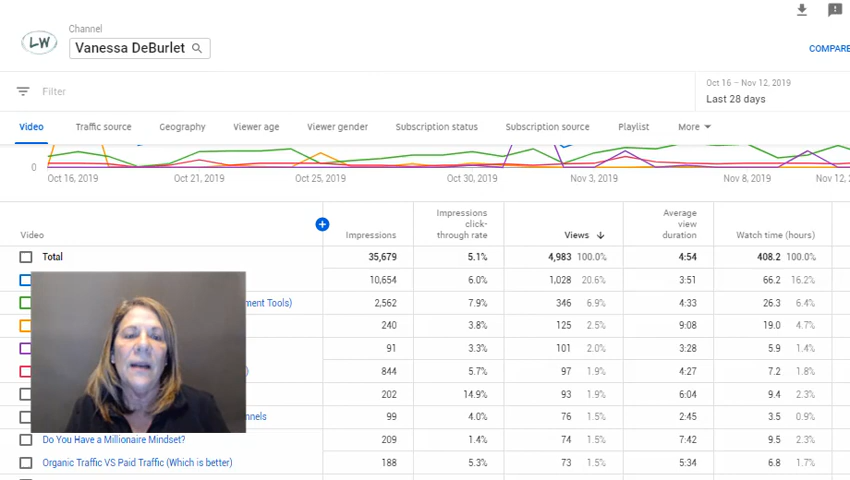 Channel
LW
Vanessa DeBurlet
COMPARE
Filter
Oct 16 – Nov 12, 2019
Last 28 days
Video Traffic source Geography Viewer age Viewer gender Subscription status Subscription source Playlist More
0
Oct 16, 2019 Oct 21, 2019 Oct 25, 2019 Oct 30, 2019 Nov 3, 2019 Nov 8, 2019 Nov 12, 20
Video Impressions Impressions click-through rate Views Average view duration Watch time (hours)
Total 35,679 5.1% 4,983 100.0% 4:54 408.2 100.0%
10,654 6.0% 1,028 20.6% 3:51 66.2 16.2%
ment Tools) 2,562 7.9% 346 6.9% 4:33 26.3 6.4%
240 3.8% 125 2.5% 9:08 19.0 4.7%
91 3.3% 101 2.0% 3:28 5.9 1.4%
) 844 5.7% 97 1.9% 4:27 7.2 1.8%
202 14.9% 93 1.9% 6:04 9.4 2.3%
nnels 99 4.0% 76 1.5% 2:45 3.5 0.9%
Do You Have a Millionaire Mindset? 209 1.4% 74 1.5% 7:42 9.5 2.3%
Organic Traffic VS Paid Traffic (Which is better) 188 5.3% 73 1.5% 5:34 6.8 1.7%